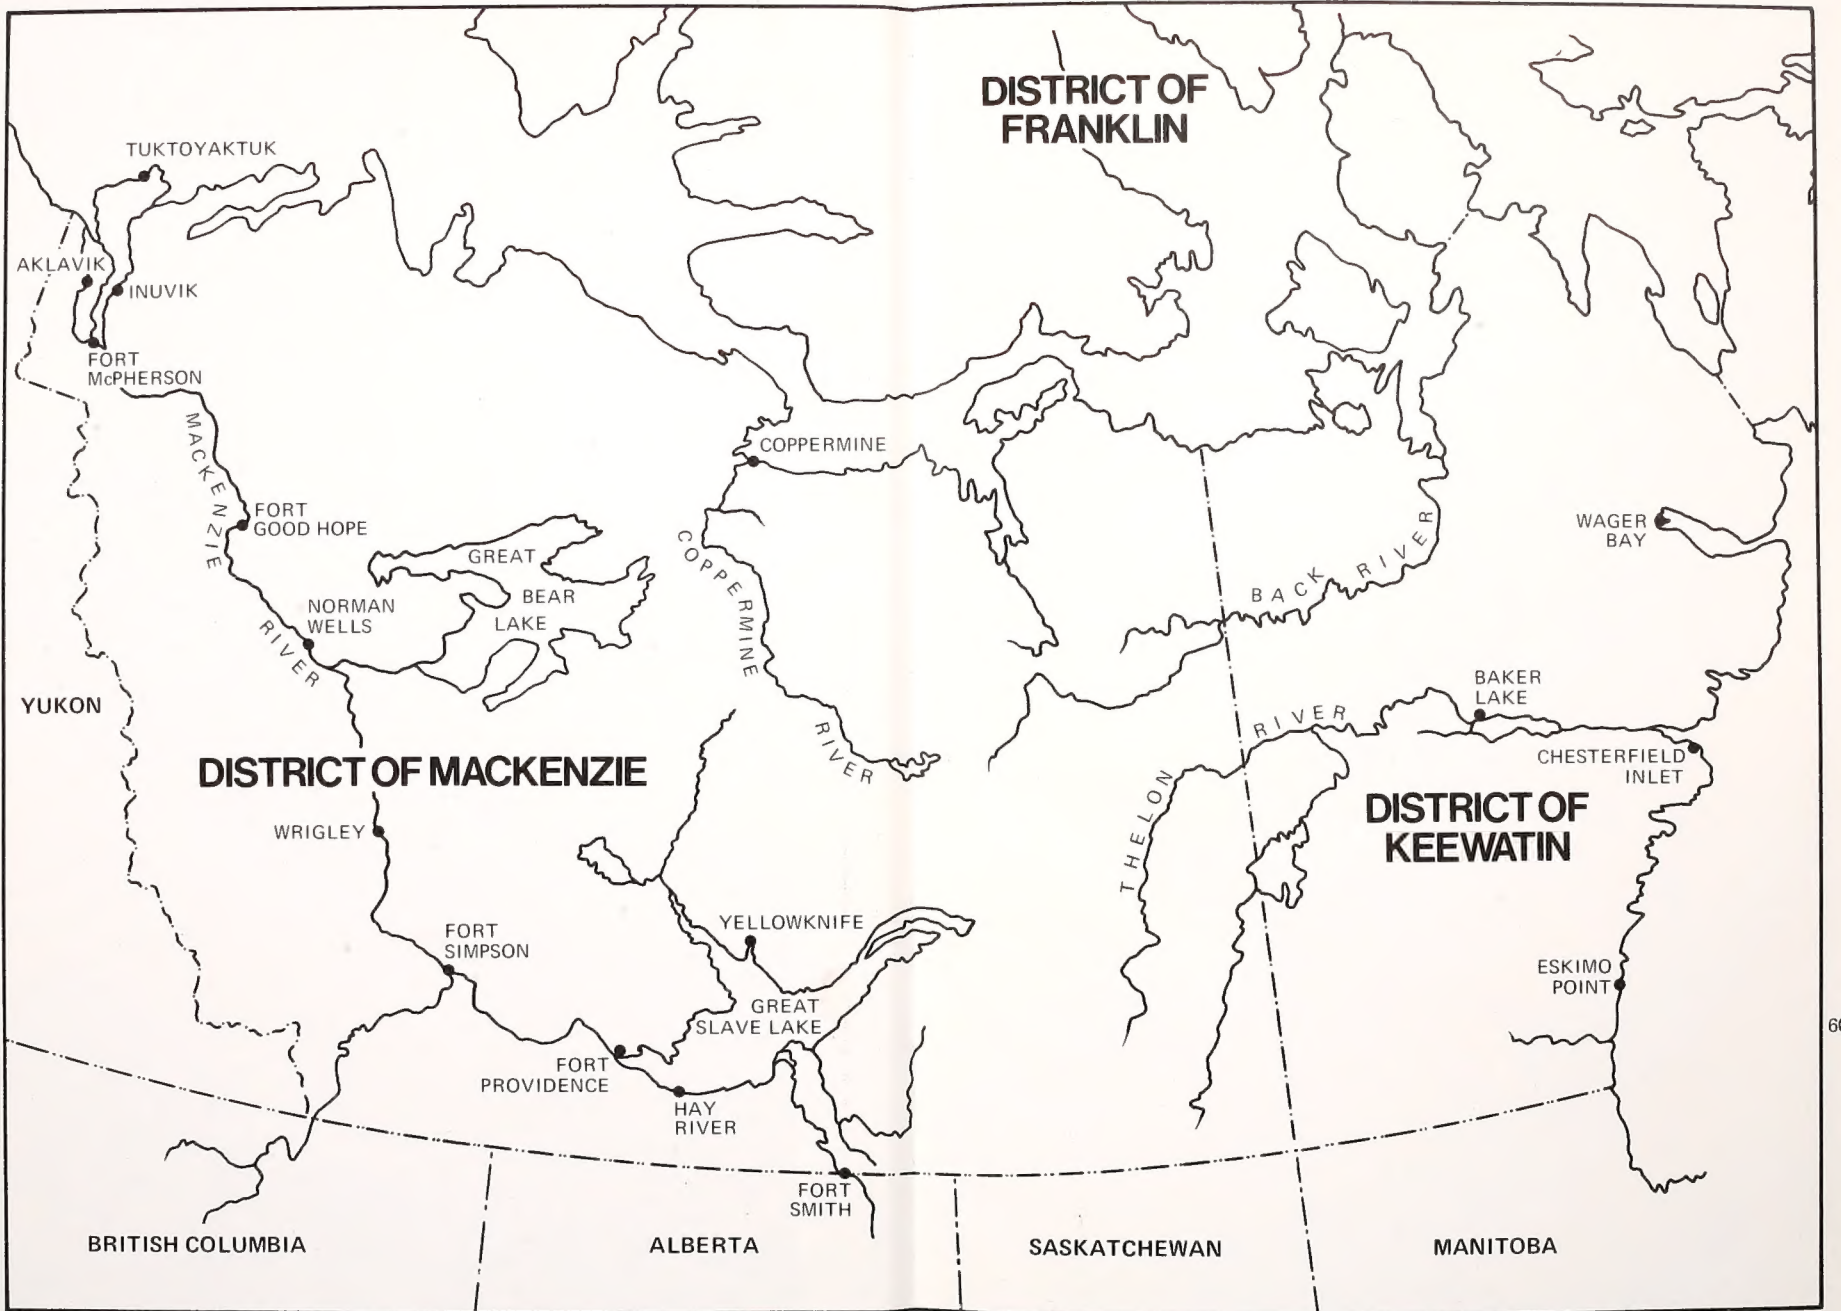 DISTRICT OF
FRANKLIN
TUKTOYAKTUK
AKLAVIK
INUVIK
FORT
McPHERSON
MACKENZIE
RIVER
COPPERMINE
FORT
GOOD HOPE
GREAT
BEAR
LAKE
NORMAN
WELLS
COPPERMINE
RIVER
BACK RIVER
WAGER
BAY
YUKON
DISTRICT OF MACKENZIE
BAKER
LAKE
THELON
RIVER
CHESTERFIELD
INLET
DISTRICT OF
KEEWATIN
WRIGLEY
FORT
SIMPSON
YELLOWKNIFE
GREAT
SLAVE LAKE
ESKIMO
POINT
FORT
PROVIDENCE
HAY
RIVER
FORT
SMITH
BRITISH COLUMBIA
ALBERTA
SASKATCHEWAN
MANITOBA